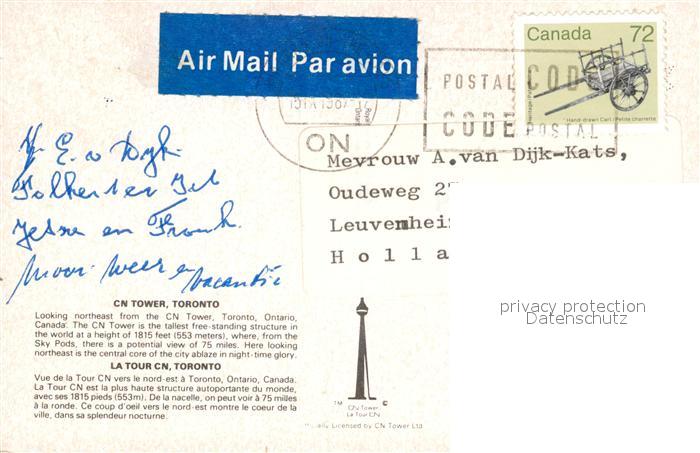 Air Mail Par avion
Canada 72
Hand-drawn Cart / Petite charrette
POSTAL CODE
CODE POSTAL
ON
Mevrouw A.van Dijk-Kats,
Oudeweg
Leuvenhei
Holla
E. v Dyk
en
Mooi weer en vacantie
CN TOWER, TORONTO
Looking northeast from the CN Tower, Toronto, Ontario,
Canada. The CN Tower is the tallest free-standing structure in
the world at a height of 1815 feet (553 meters), where, from the
Sky Pods, there is a potential view of 75 miles. Here looking
northeast is the central core of the city ablaze in night-time glory.
LA TOUR CN, TORONTO
Vue de la Tour CN vers le nord-est à Toronto, Ontario, Canada.
La Tour CN est la plus haute structure autoportante du monde,
avec ses 1815 pieds (553m). De la nacelle, on peut voir à 75 milles
à la ronde. Ce coup d'oeil vers le nord-est montre le coeur de la
ville, dans sa splendeur nocturne.
TM ©
CN Tower
La Tour CN
Licensed by CN Tower Ltd
privacy protection
Datenschutz